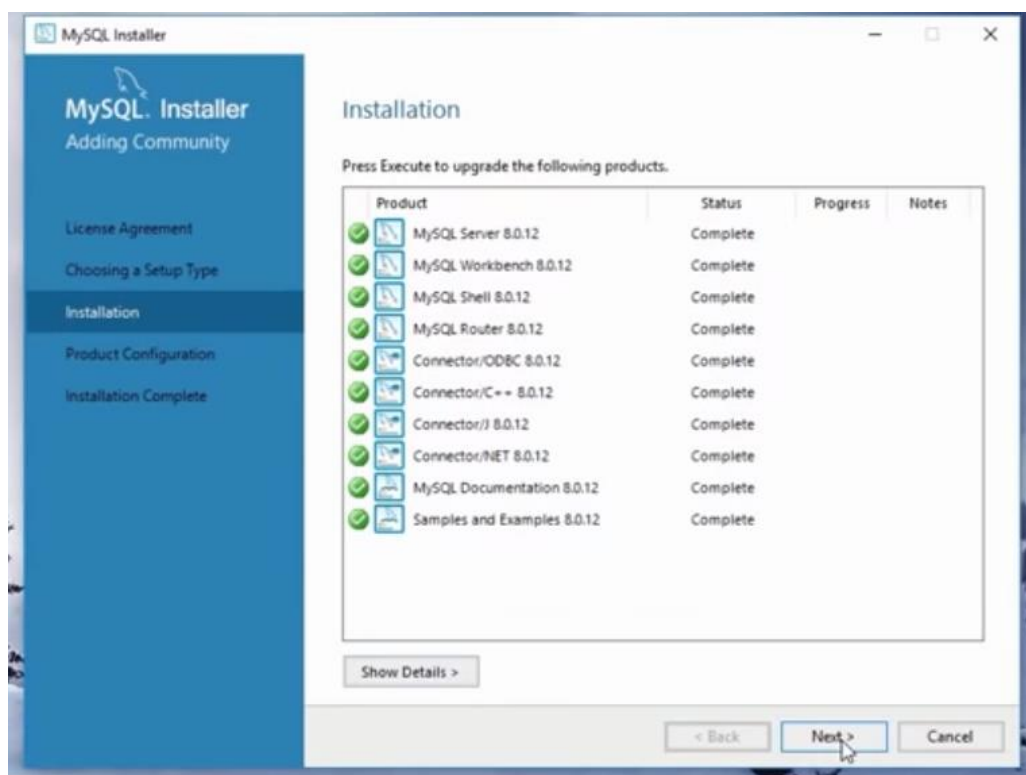 MySQL Installer
MySQL. Installer
Adding Community
License Agreement
Choosing a Setup Type
Installation
Product Configuration
Installation Complete
Installation
Press Execute to upgrade the following products.
Product Status Progress Notes
MySQL Server 8.0.12 Complete
MySQL Workbench 8.0.12 Complete
MySQL Shell 8.0.12 Complete
MySQL Router 8.0.12 Complete
Connector/ODBC 8.0.12 Complete
Connector/C++ 8.0.12 Complete
Connector/J 8.0.12 Complete
Connector/NET 8.0.12 Complete
MySQL Documentation 8.0.12 Complete
Samples and Examples 8.0.12 Complete
Show Details >
< Back Next > Cancel